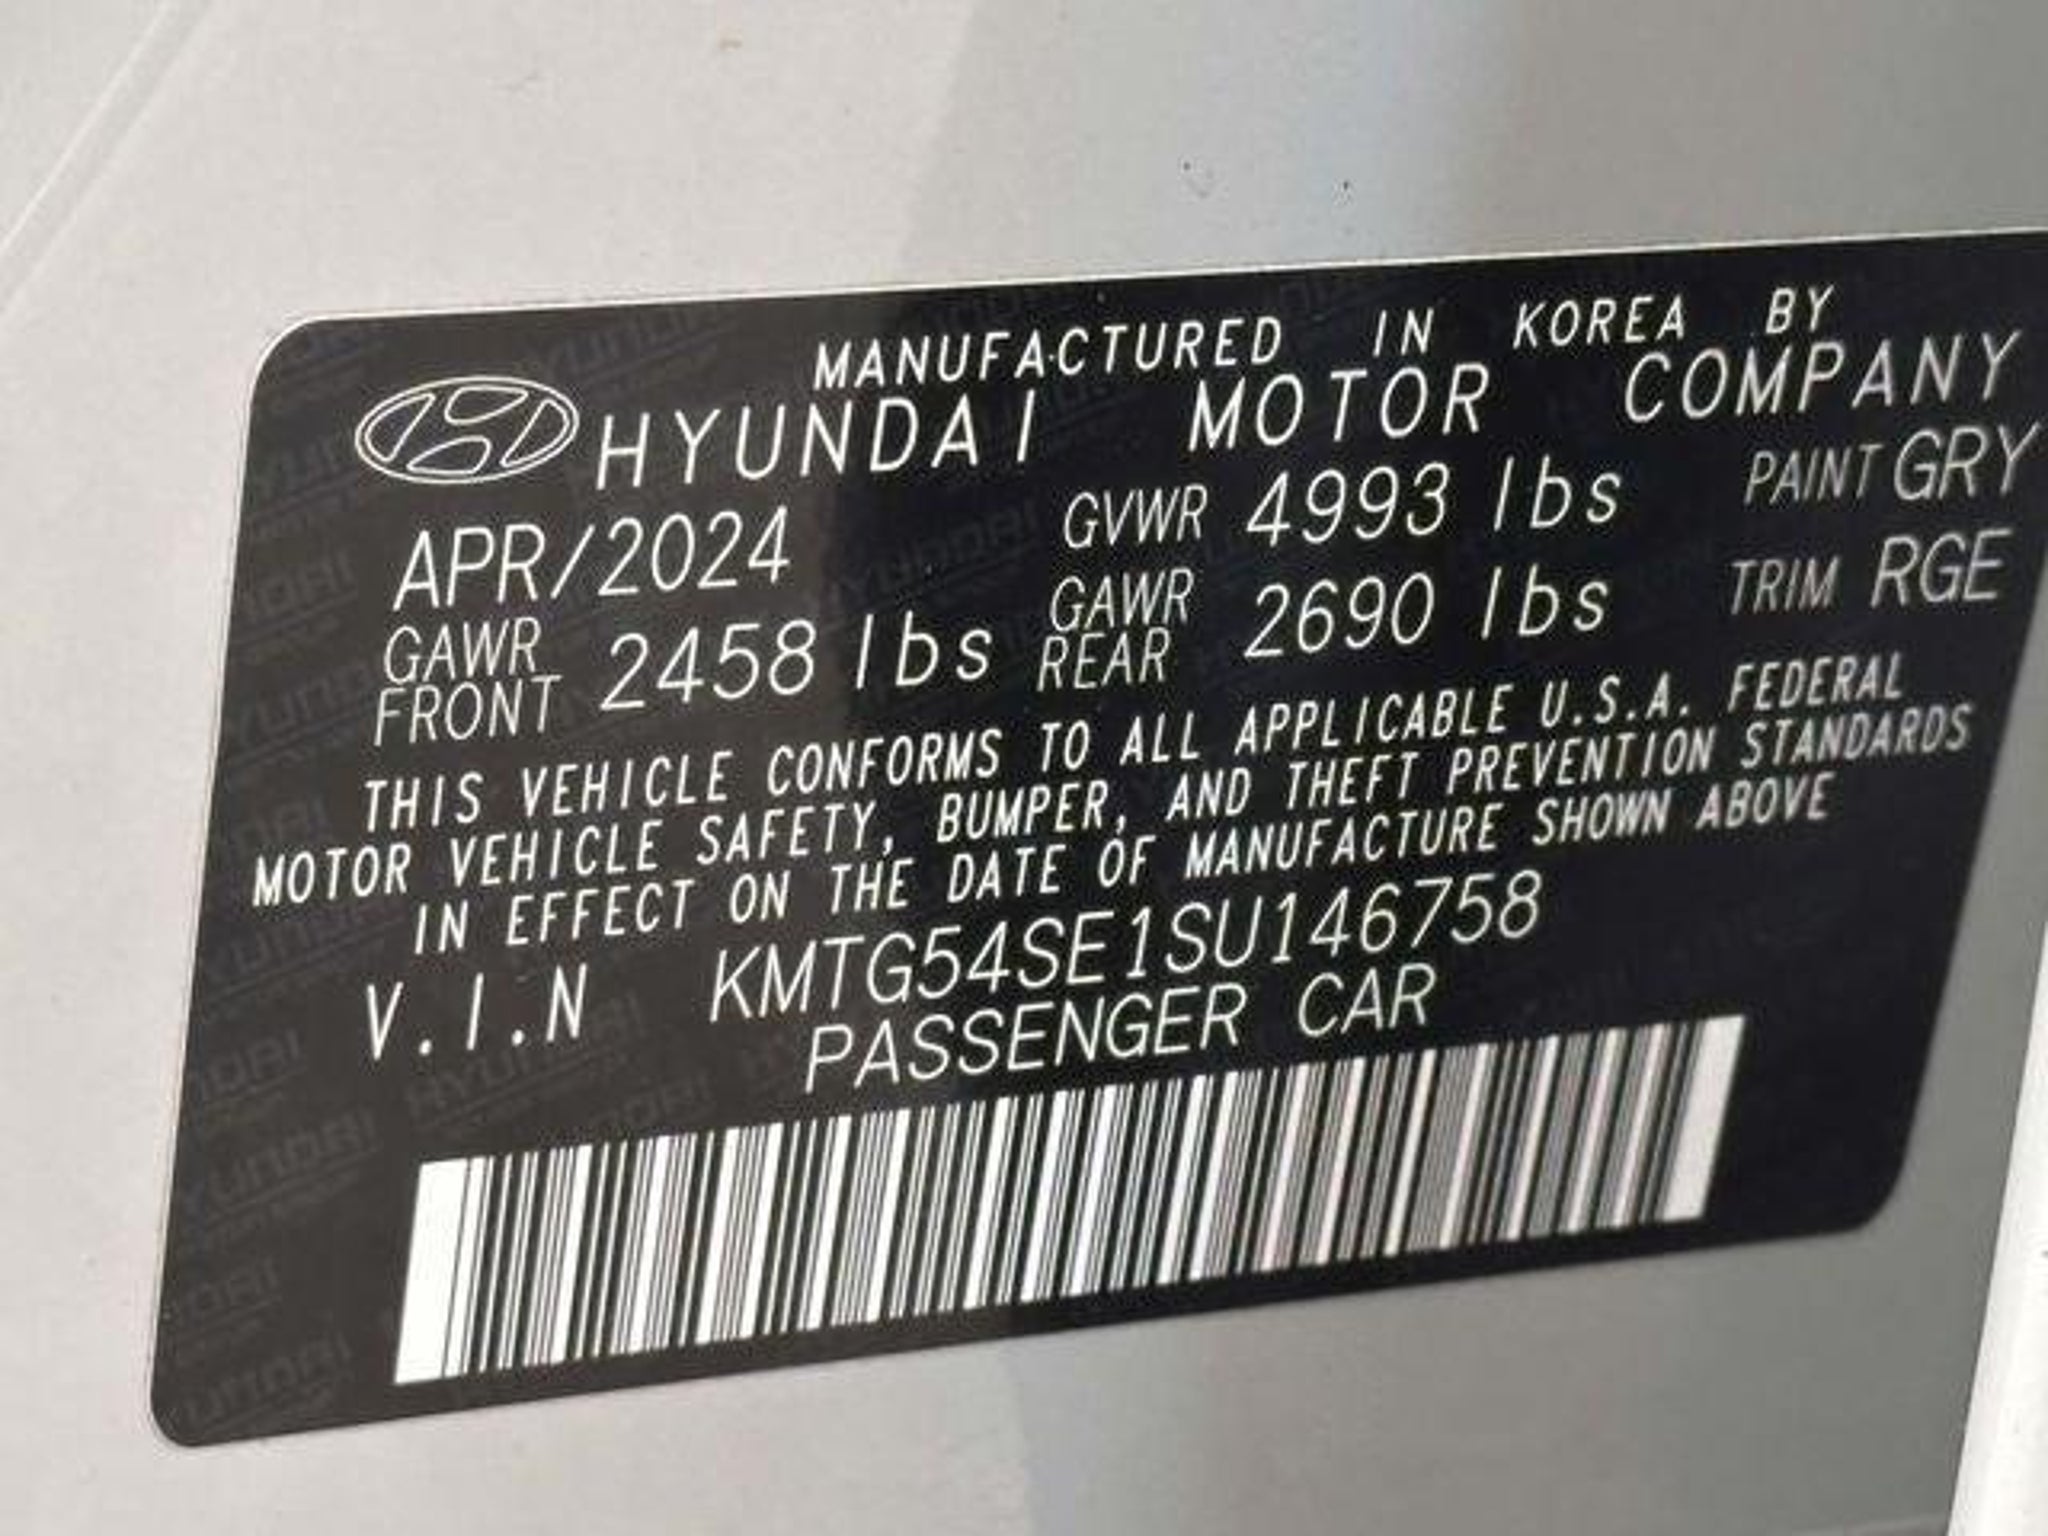 MANUFACTURED IN KOREA BY
HYUNDAI MOTOR COMPANY
APR/2024 GVWR 4993 lbs PAINT GRY
GAWR FRONT 2458 lbs GAWR REAR 2690 lbs TRIM RGE
THIS VEHICLE CONFORMS TO ALL APPLICABLE U.S.A. FEDERAL
MOTOR VEHICLE SAFETY, BUMPER, AND THEFT PREVENTION STANDARDS
IN EFFECT ON THE DATE OF MANUFACTURE SHOWN ABOVE
V.I.N KMTG54SE1SU146758
PASSENGER CAR